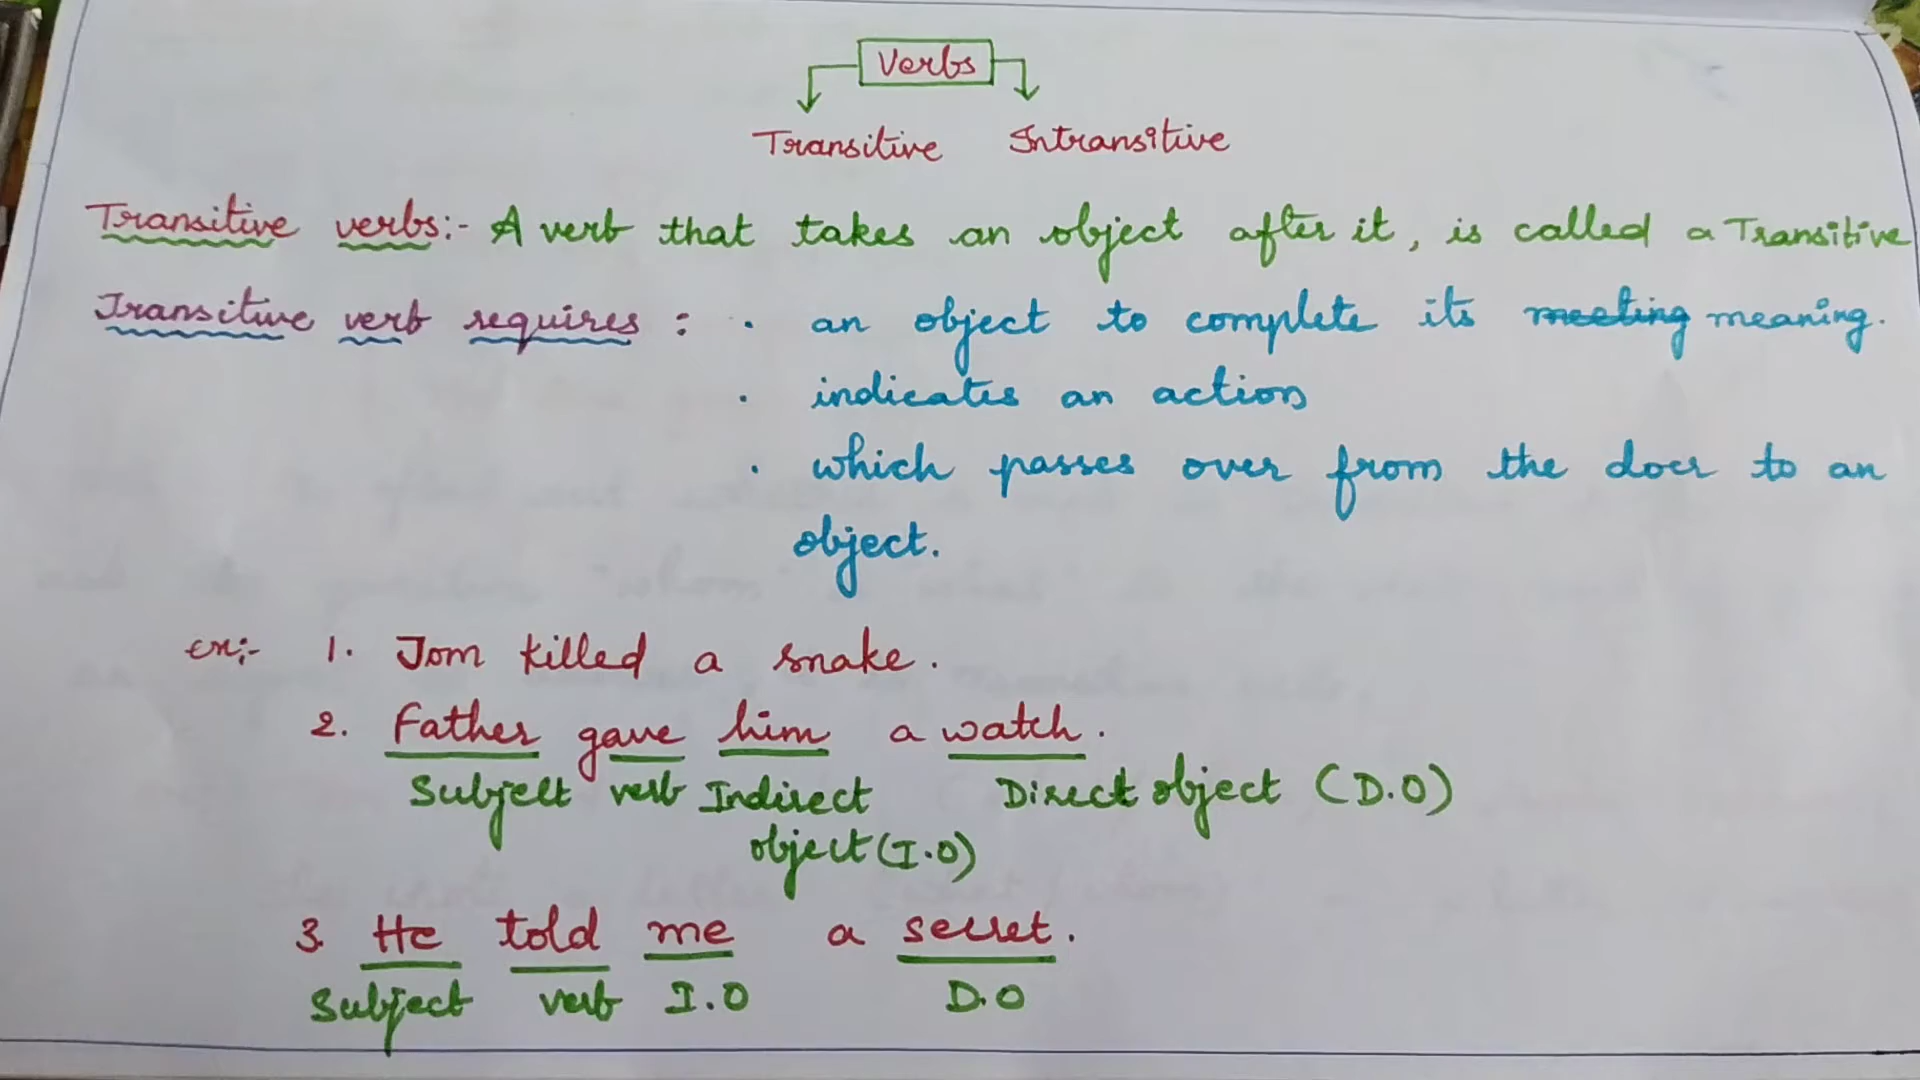 Verbs
Transitive Intransitive
Transitive verbs:- A verb that takes an object after it, is called a Transitive
Transitive verb requires : · an object to complete its meeting meaning.
· indicates an action
· which passes over from the doer to an
object.
ex:- 1. Tom killed a snake.
2. Father gave him a watch.
Subject verb Indirect Direct object (D.O)
object (I.O)
3. He told me a secret.
Subject verb I.O D.O